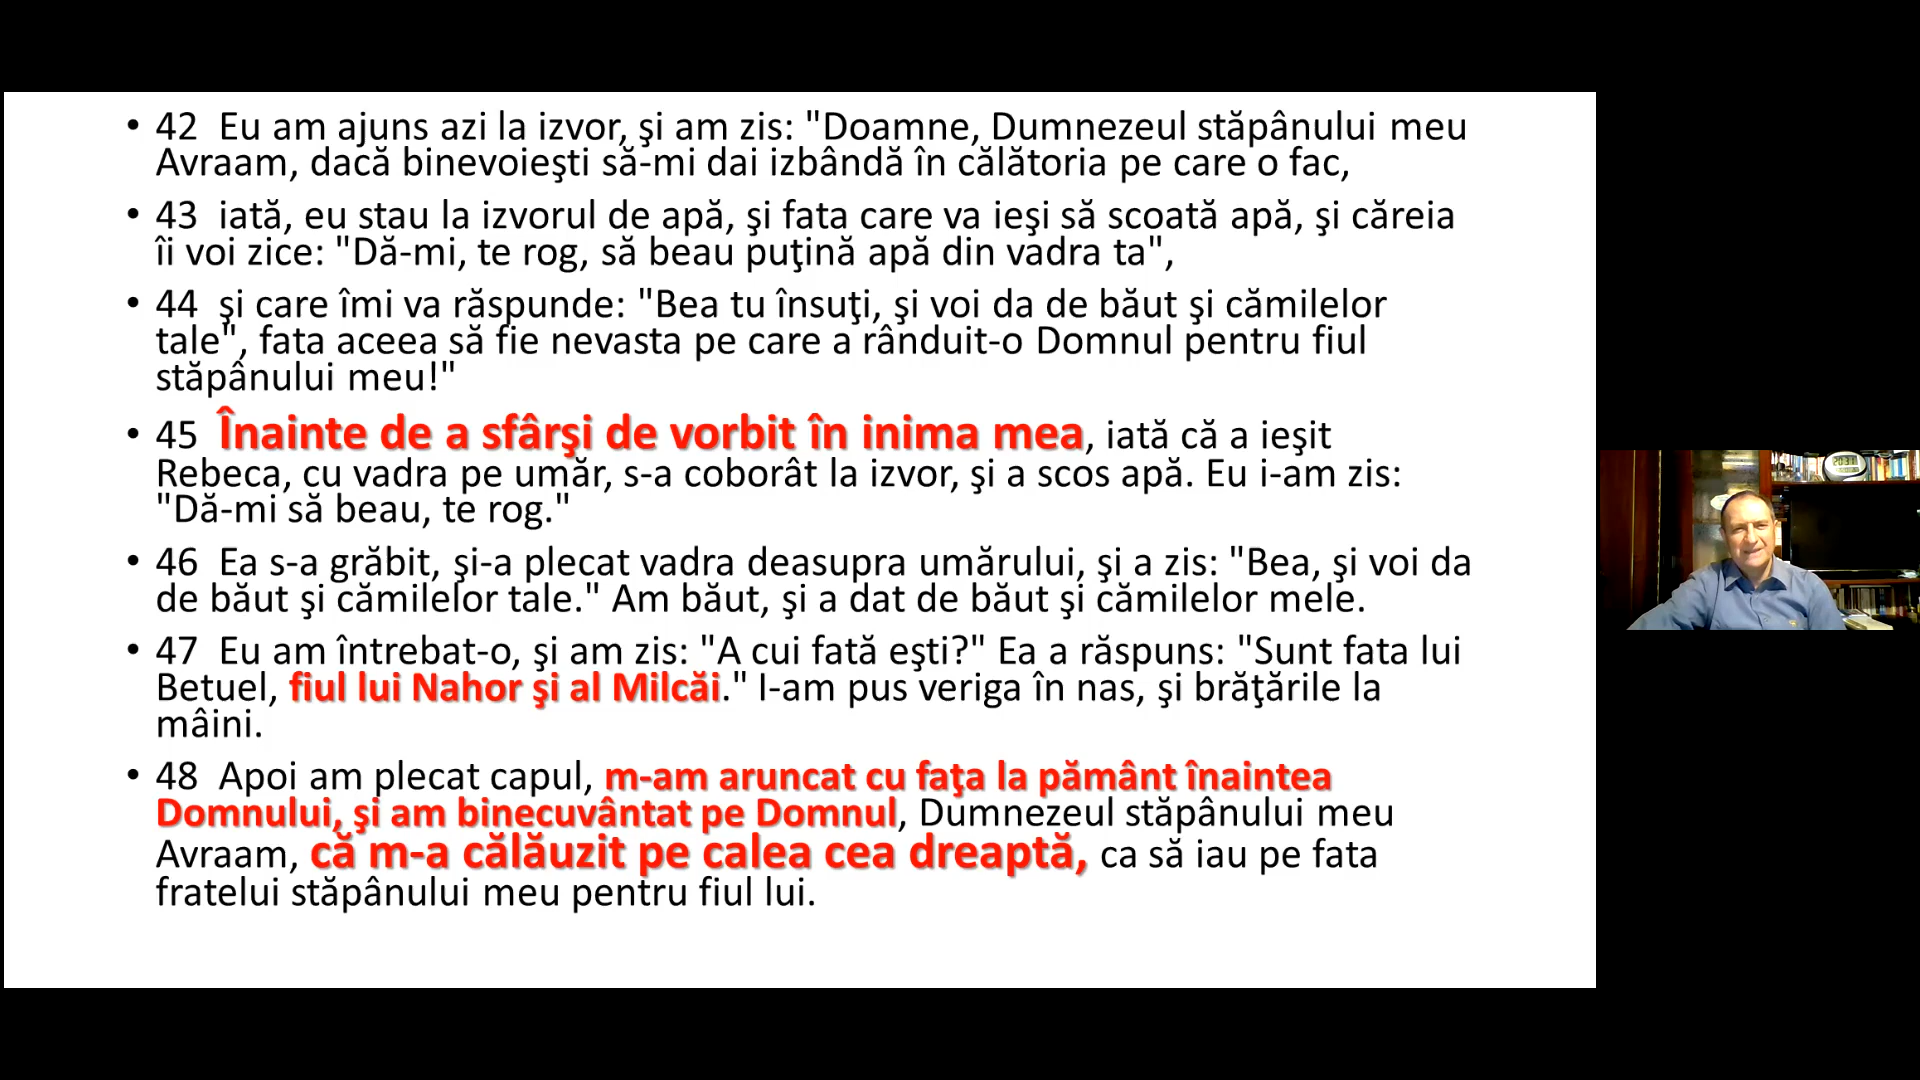 • 42  Eu am ajuns azi la izvor, şi am zis: "Doamne, Dumnezeul stăpânului meu
Avraam, dacă binevoieşti să-mi dai izbândă în călătoria pe care o fac,
• 43  iată, eu stau la izvorul de apă, şi fata care va ieşi să scoată apă, şi căreia
îi voi zice: "Dă-mi, te rog, să beau puţină apă din vadra ta",
• 44  şi care îmi va răspunde: "Bea tu însuţi, şi voi da de băut şi cămilelor
tale", fata aceea să fie nevasta pe care a rânduit-o Domnul pentru fiul
stăpânului meu!"
• 45  Înainte de a sfârşi de vorbit în inima mea, iată că a ieşit
Rebeca, cu vadra pe umăr, s-a coborât la izvor, şi a scos apă. Eu i-am zis:
"Dă-mi să beau, te rog."
• 46  Ea s-a grăbit, şi-a plecat vadra deasupra umărului, şi a zis: "Bea, şi voi da
de băut şi cămilelor tale." Am băut, şi a dat de băut şi cămilelor mele.
• 47  Eu am întrebat-o, şi am zis: "A cui fată eşti?" Ea a răspuns: "Sunt fata lui
Betuel, fiul lui Nahor şi al Milcăi." I-am pus veriga în nas, şi brăţările la
mâini.
• 48  Apoi am plecat capul, m-am aruncat cu faţa la pământ înaintea
Domnului, şi am binecuvântat pe Domnul, Dumnezeul stăpânului meu
Avraam, că m-a călăuzit pe calea cea dreaptă, ca să iau pe fata
fratelui stăpânului meu pentru fiul lui.